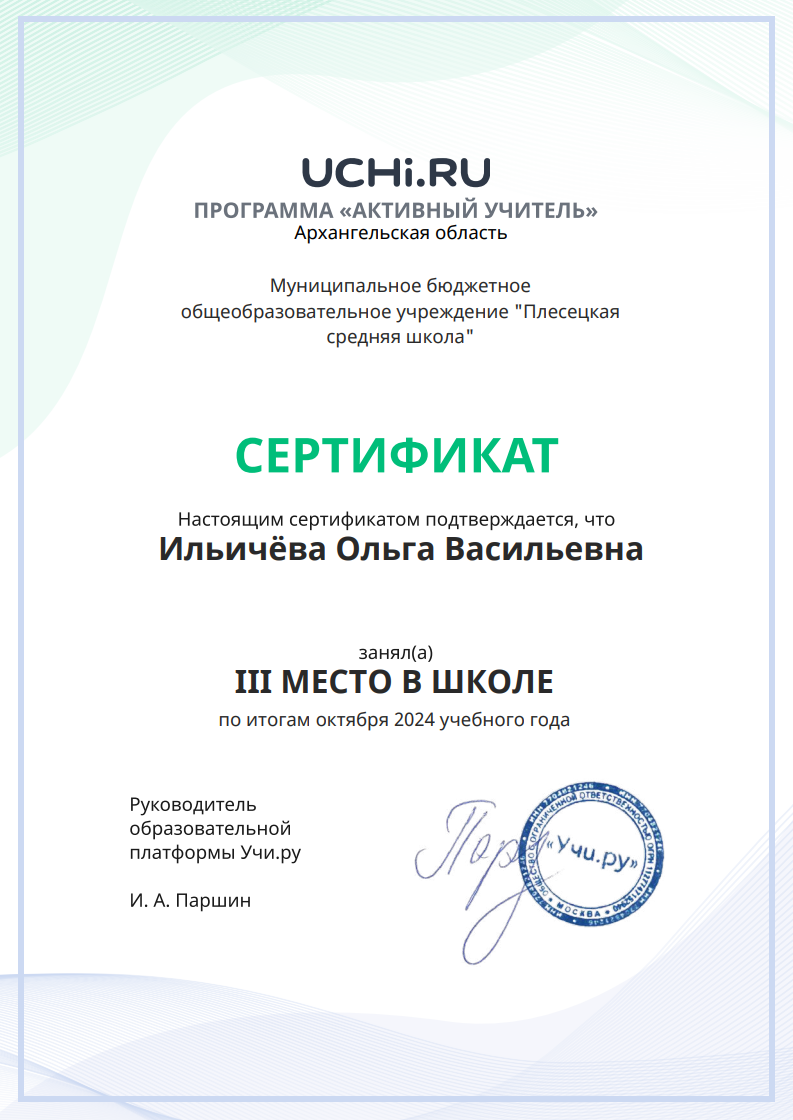 UCHi.RU
ПРОГРАММА «АКТИВНЫЙ УЧИТЕЛЬ»
Архангельская область
Муниципальное бюджетное
общеобразовательное учреждение "Плесецкая
средняя школа"
СЕРТИФИКАТ
Настоящим сертификатом подтверждается, что
Ильичёва Ольга Васильевна
занял(а)
III МЕСТО В ШКОЛЕ
по итогам октября 2024 учебного года
Руководитель
образовательной
платформы Учи.ру
И. А. Паршин
«Учи.ру»
МОСКВА